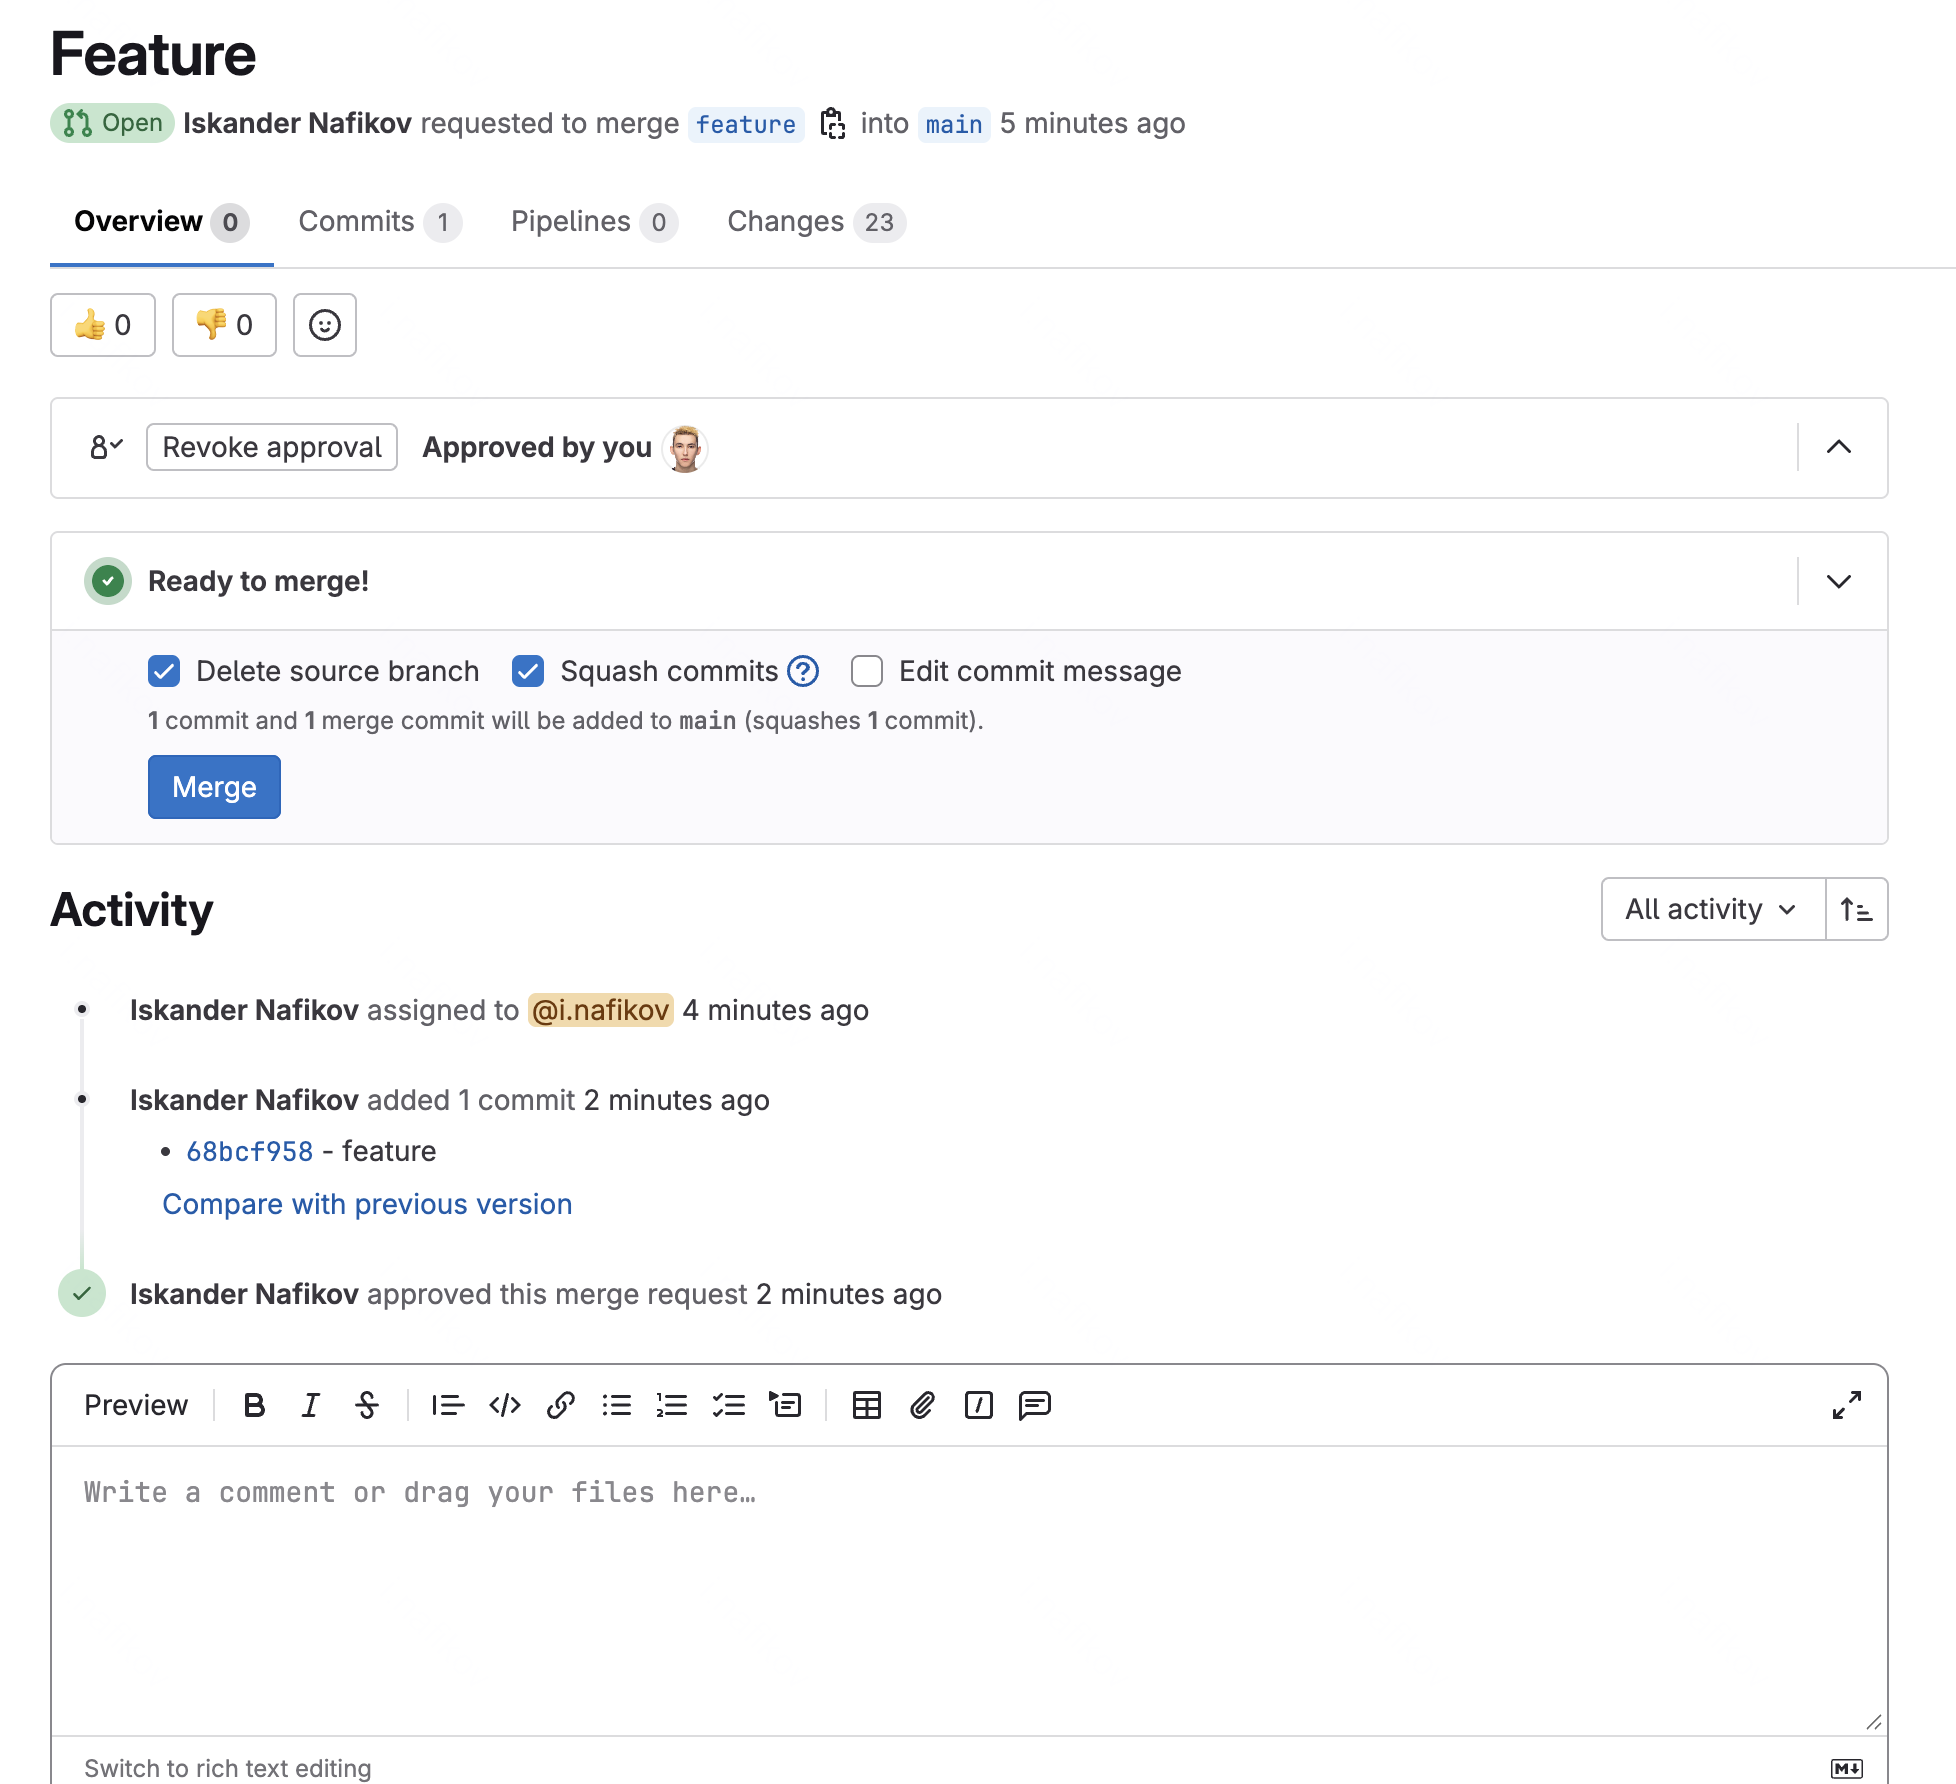 Feature
Open Iskander Nafikov requested to merge feature into main 5 minutes ago
Overview 0 Commits 1 Pipelines 0 Changes 23
👍 0 👎 0
Revoke approval Approved by you
Ready to merge!
Delete source branch Squash commits ? Edit commit message
1 commit and 1 merge commit will be added to main (squashes 1 commit).
Merge
Activity
All activity
Iskander Nafikov assigned to @i.nafikov 4 minutes ago
Iskander Nafikov added 1 commit 2 minutes ago
• 68bcf958 - feature
Compare with previous version
Iskander Nafikov approved this merge request 2 minutes ago
Preview
Write a comment or drag your files here…
Switch to rich text editing